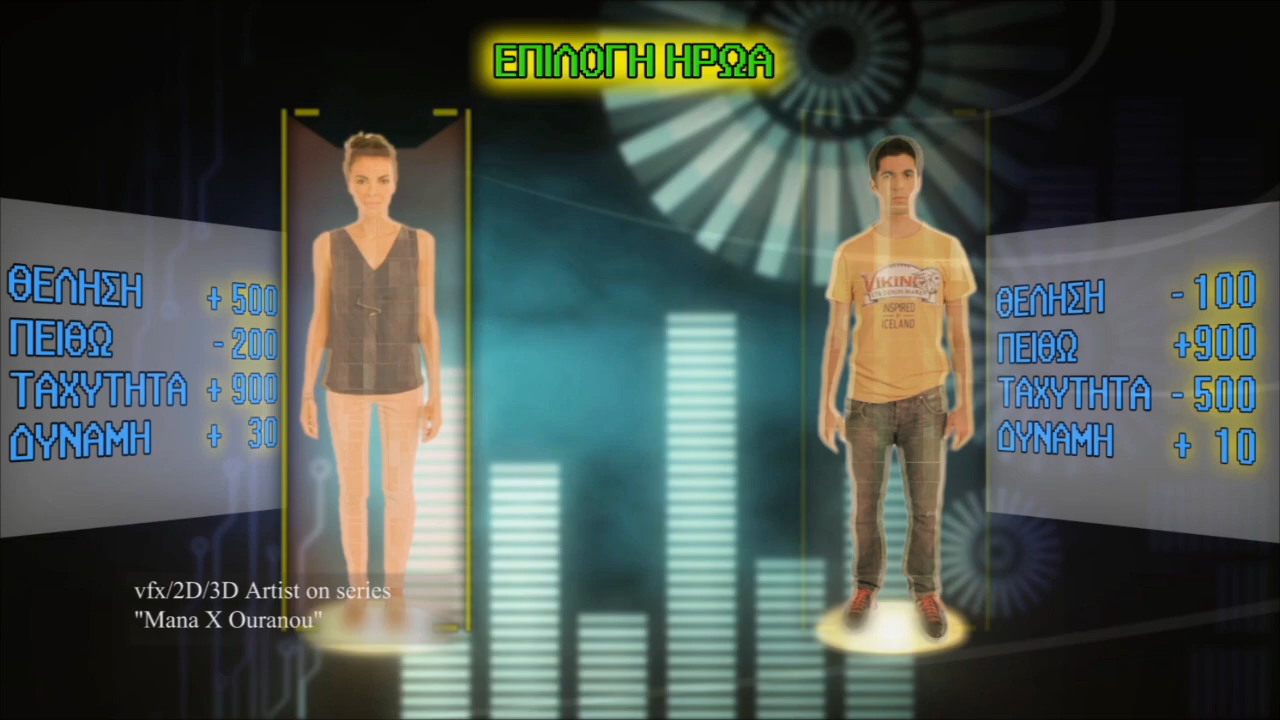 ΕΠΙΛΟΓΗ ΗΡΩΑ
ΘΕΛΗΣΗ + 500
ΠΕΙΘΩ - 200
ΤΑΧΥΤΗΤΑ + 900
ΔΥΝΑΜΗ + 30
VIKING
INSPIRED
BY
ICELAND
ΘΕΛΗΣΗ - 100
ΠΕΙΘΩ +900
ΤΑΧΥΤΗΤΑ - 500
ΔΥΝΑΜΗ + 10
vfx/2D/3D Artist on series
"Mana X Ouranou"